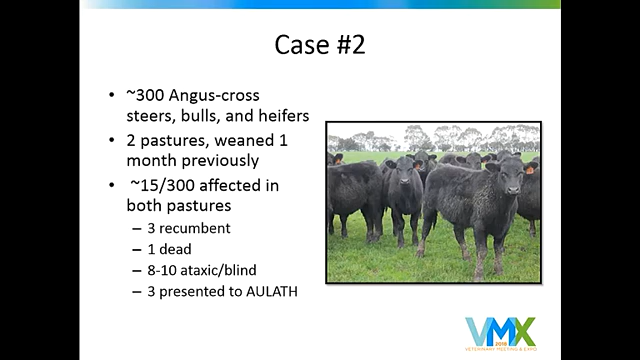 Case #2
• ~300 Angus-cross
steers, bulls, and heifers
• 2 pastures, weaned 1
month previously
• ~15/300 affected in
both pastures
– 3 recumbent
– 1 dead
– 8-10 ataxic/blind
– 3 presented to AULATH
VMX
2018
VETERINARY MEETING & EXPO